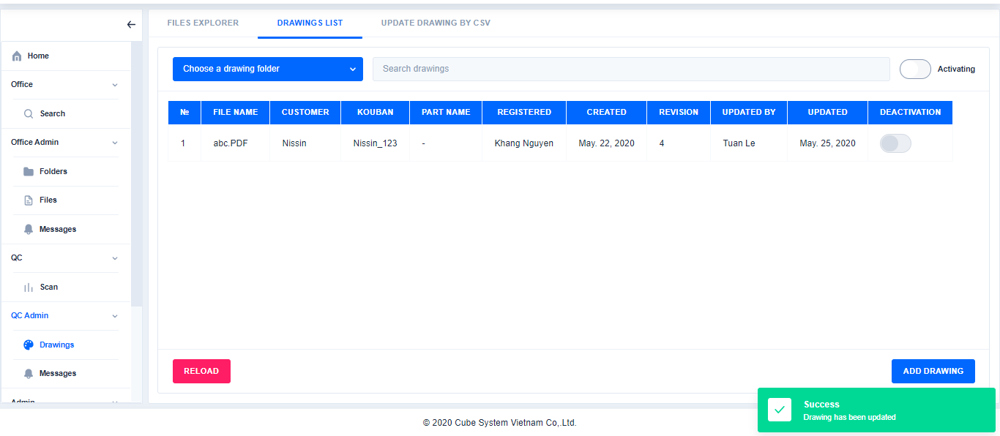 Home
Office
Search
Office Admin
Folders
Files
Messages
QC
Scan
QC Admin
Drawings
Messages
Admin
FILES EXPLORER DRAWINGS LIST UPDATE DRAWING BY CSV
Choose a drawing folder Search drawings Activating
№ FILE NAME CUSTOMER KOUBAN PART NAME REGISTERED CREATED REVISION UPDATED BY UPDATED DEACTIVATION
1 abc.PDF Nissin Nissin_123 - Khang Nguyen May. 22, 2020 4 Tuan Le May. 25, 2020
RELOAD ADD DRAWING
Success
Drawing has been updated
© 2020 Cube System Vietnam Co,.Ltd.